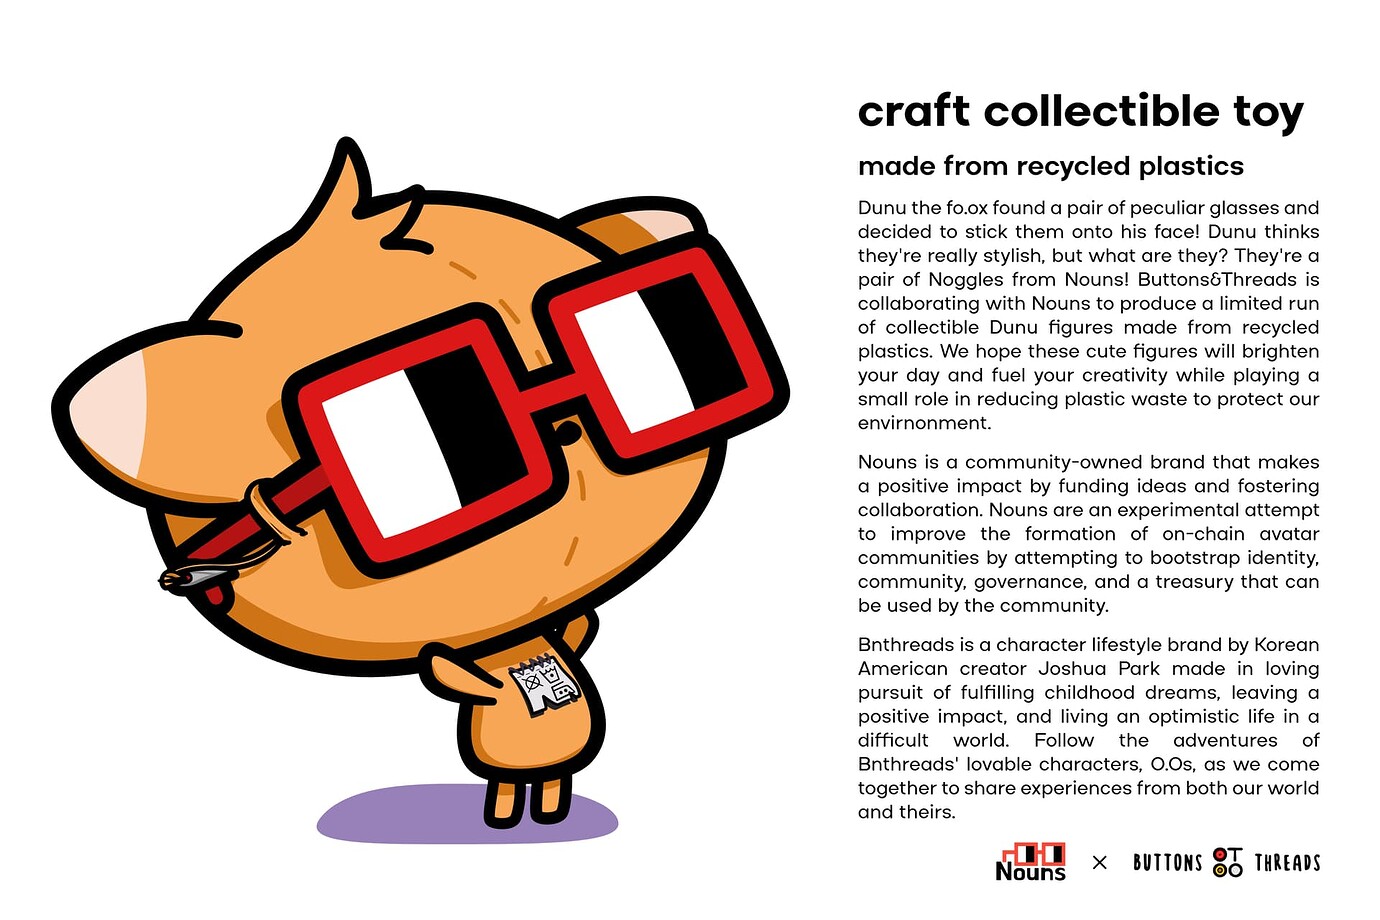 craft collectible toy
made from recycled plastics
Dunu the fo.ox found a pair of peculiar glasses and
decided to stick them onto his face! Dunu thinks
they're really stylish, but what are they? They're a
pair of Noggles from Nouns! Buttons&Threads is
collaborating with Nouns to produce a limited run
of collectible Dunu figures made from recycled
plastics. We hope these cute figures will brighten
your day and fuel your creativity while playing a
small role in reducing plastic waste to protect our
envirnonment.
Nouns is a community-owned brand that makes
a positive impact by funding ideas and fostering
collaboration. Nouns are an experimental attempt
to improve the formation of on-chain avatar
communities by attempting to bootstrap identity,
community, governance, and a treasury that can
be used by the community.
Bnthreads is a character lifestyle brand by Korean
American creator Joshua Park made in loving
pursuit of fulfilling childhood dreams, leaving a
positive impact, and living an optimistic life in a
difficult world. Follow the adventures of
Bnthreads' lovable characters, O.Os, as we come
together to share experiences from both our world
and theirs.
Nouns × BUTTONS THREADS